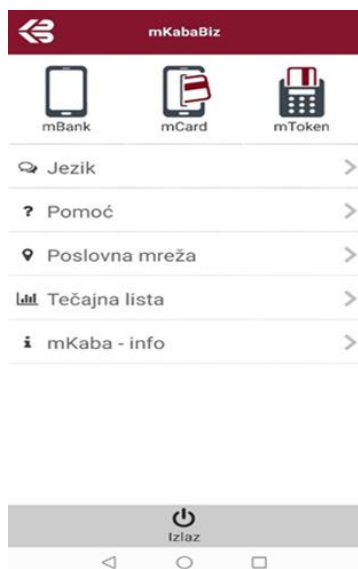 mKabaBiz
mBank mCard mToken
Jezik
? Pomoć
Poslovna mreža
Tečajna lista
i mKaba - info
Izlaz